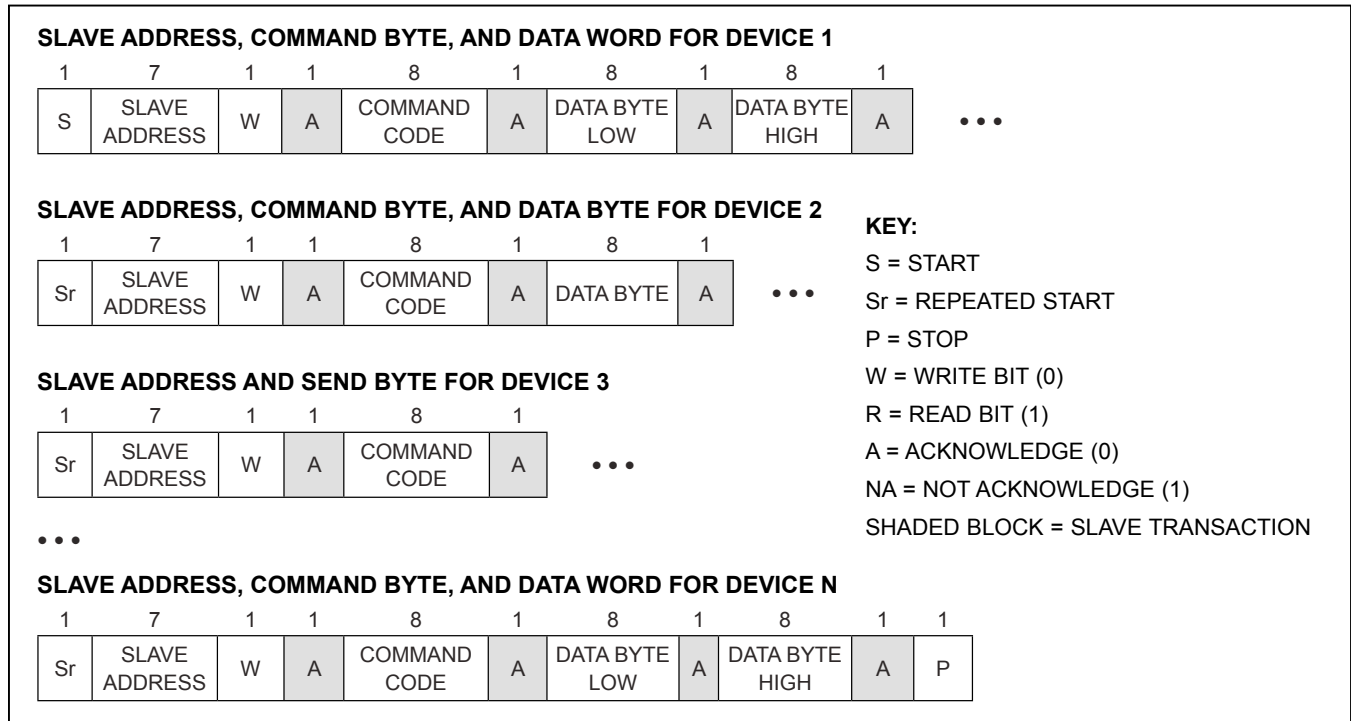 SLAVE ADDRESS, COMMAND BYTE, AND DATA WORD FOR DEVICE 1
1 7 1 1 8 1 8 1 8 1
S SLAVE ADDRESS W A COMMAND CODE A DATA BYTE LOW A DATA BYTE HIGH A •••
SLAVE ADDRESS, COMMAND BYTE, AND DATA BYTE FOR DEVICE 2
1 7 1 1 8 1 8 1
Sr SLAVE ADDRESS W A COMMAND CODE A DATA BYTE A •••
SLAVE ADDRESS AND SEND BYTE FOR DEVICE 3
1 7 1 1 8 1
Sr SLAVE ADDRESS W A COMMAND CODE A •••
•••
SLAVE ADDRESS, COMMAND BYTE, AND DATA WORD FOR DEVICE N
1 7 1 1 8 1 8 1 8 1 1
Sr SLAVE ADDRESS W A COMMAND CODE A DATA BYTE LOW A DATA BYTE HIGH A P
KEY:
S = START
Sr = REPEATED START
P = STOP
W = WRITE BIT (0)
R = READ BIT (1)
A = ACKNOWLEDGE (0)
NA = NOT ACKNOWLEDGE (1)
SHADED BLOCK = SLAVE TRANSACTION